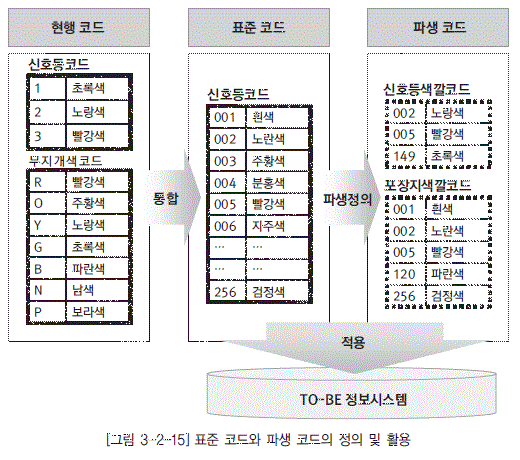 현행 코드
표준 코드
파생 코드
신호등코드
1 초록색
2 노랑색
3 빨강색
무지개색코드
R 빨강색
O 주황색
Y 노랑색
G 초록색
B 파란색
N 남색
P 보라색
통합
신호등코드
001 흰색
002 노란색
003 주황색
004 분홍색
005 빨강색
006 자주색
… …
… …
256 검정색
파생정의
신호등색깔코드
002 노랑색
005 빨강색
149 초록색
포장지색깔코드
001 흰색
002 노란색
005 빨강색
120 파란색
256 검정색
적용
TO-BE 정보시스템
[그림 3-2-15] 표준 코드와 파생 코드의 정의 및 활용